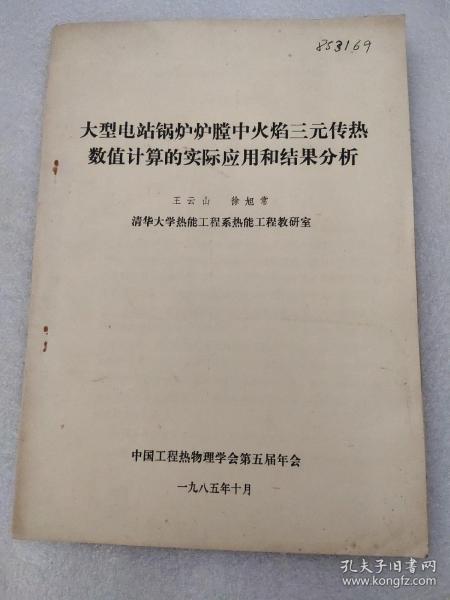 853169
大型电站锅炉炉膛中火焰三元传热
数值计算的实际应用和结果分析
王云山 徐旭常
清华大学热能工程系热能工程教研室
中国工程热物理学会第五届年会
一九八五年十月
孔夫子旧书网
www.kongfz.com